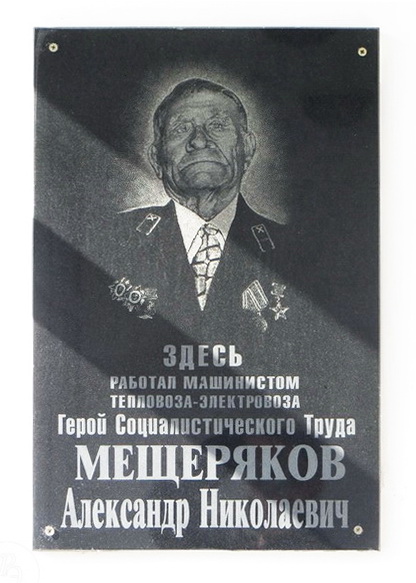 ЗДЕСЬ
РАБОТАЛ МАШИНИСТОМ
ТЕПЛОВОЗА-ЭЛЕКТРОВОЗА
Герой Социалистического Труда
МЕЩЕРЯКОВ
Александр Николаевич